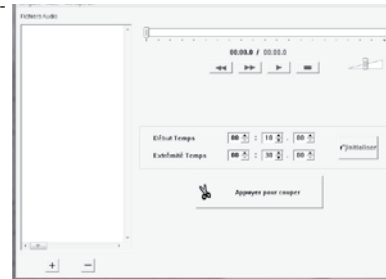 Fichiers Audio
00:00.0 / 00:00.0
Début Temps 00 : 10 . 00
Extrémité Temps 00 : 30 . 00
Initialiser
Appuyez pour couper
+ −